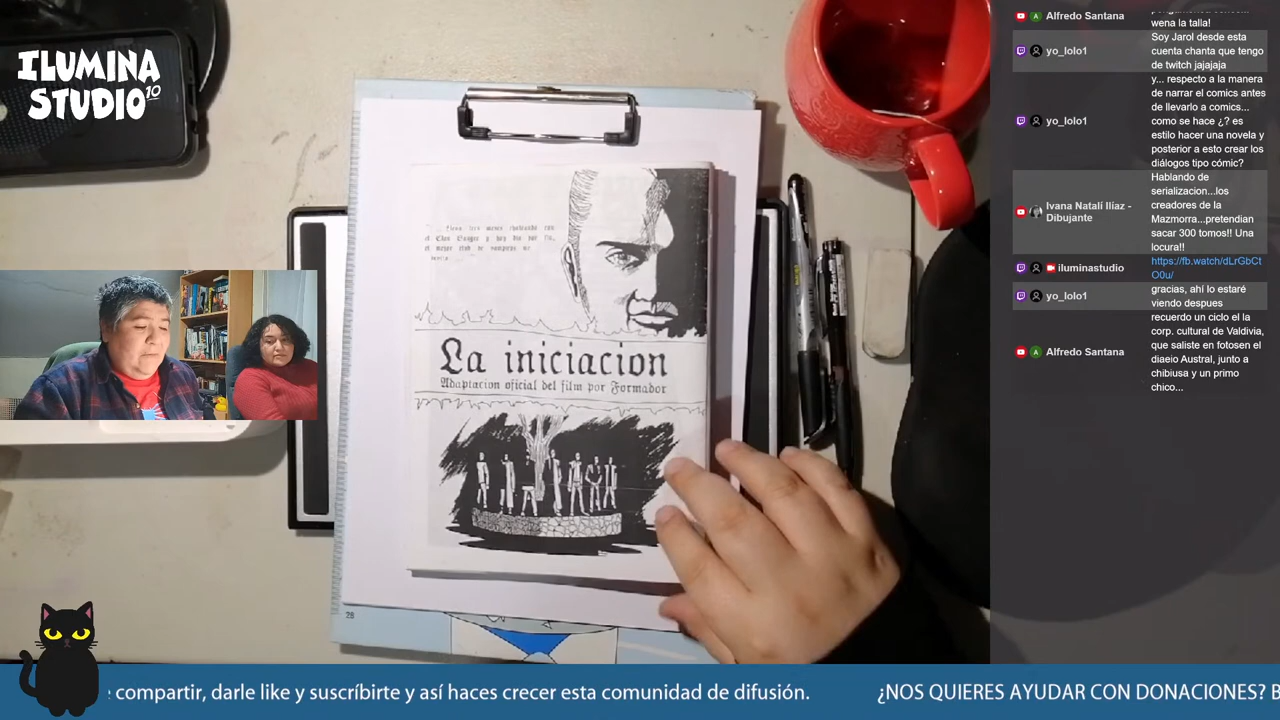 ILUMINA
STUDIO 20
La iniciacion
Adaptacion oficial del film por Formador
28
Alfredo Santana
wena la talla!
yo_lolo1
Soy Jarol desde esta
cuenta chanta que tengo
de twitch jajajaja
yo_lolo1
y... respecto a la manera
de narrar el comics antes
de llevarlo a comics...
como se hace ¿? es
estilo hacer una novela y
posterior a esto crear los
diálogos tipo cómic?
Ivana Natalí Ilíaz -
Dibujante
Hablando de
serializacion...los
creadores de la
Mazmorra...pretendian
sacar 300 tomos!! Una
locura!!
iluminastudio
https://fb.watch/dLrGbCt
O0u/
yo_lolo1
gracias, ahí lo estaré
viendo despues
Alfredo Santana
recuerdo un ciclo el la
corp. cultural de Valdivia,
que saliste en fotosen el
diaeio Austral, junto a
chibiusa y un primo
chico...
compartir, darle like y suscríbirte y así haces crecer esta comunidad de difusión.
¿NOS QUIERES AYUDAR CON DONACIONES? B